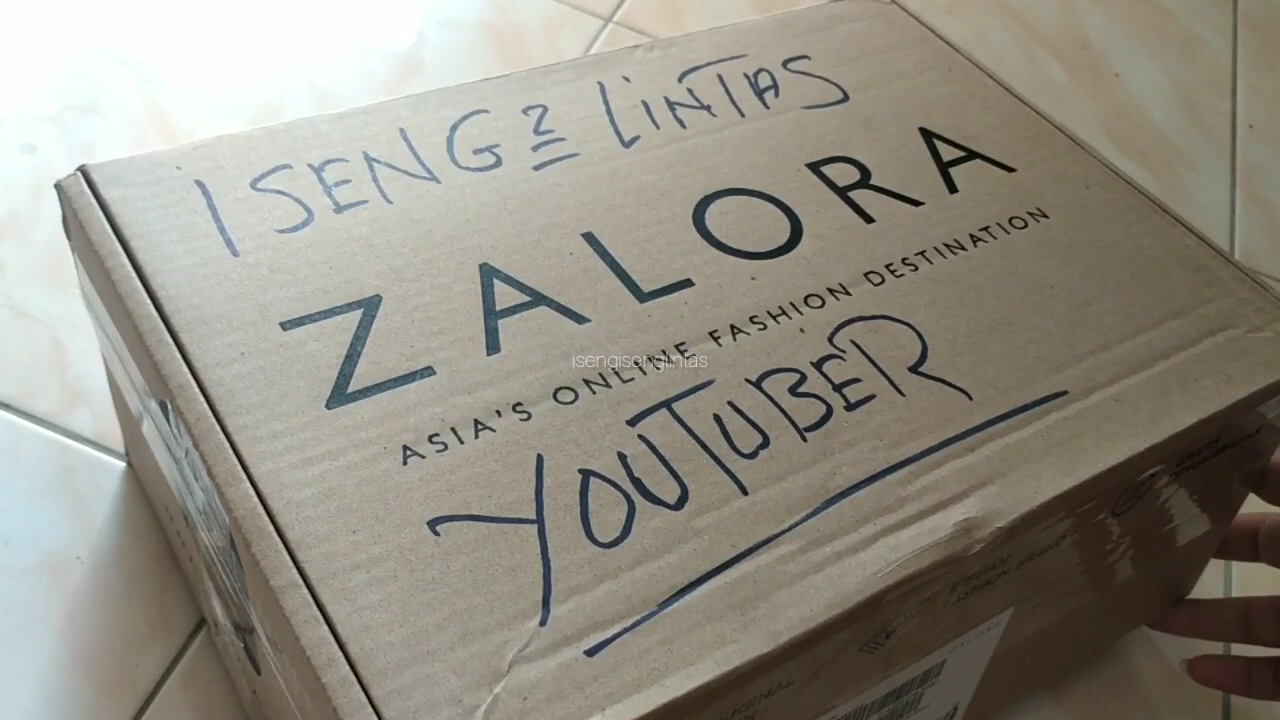 ISENG2 LiNTAS
ZALORA
ASIA'S ONLINE FASHION DESTINATION
isengisenglintas
YOUTUBER